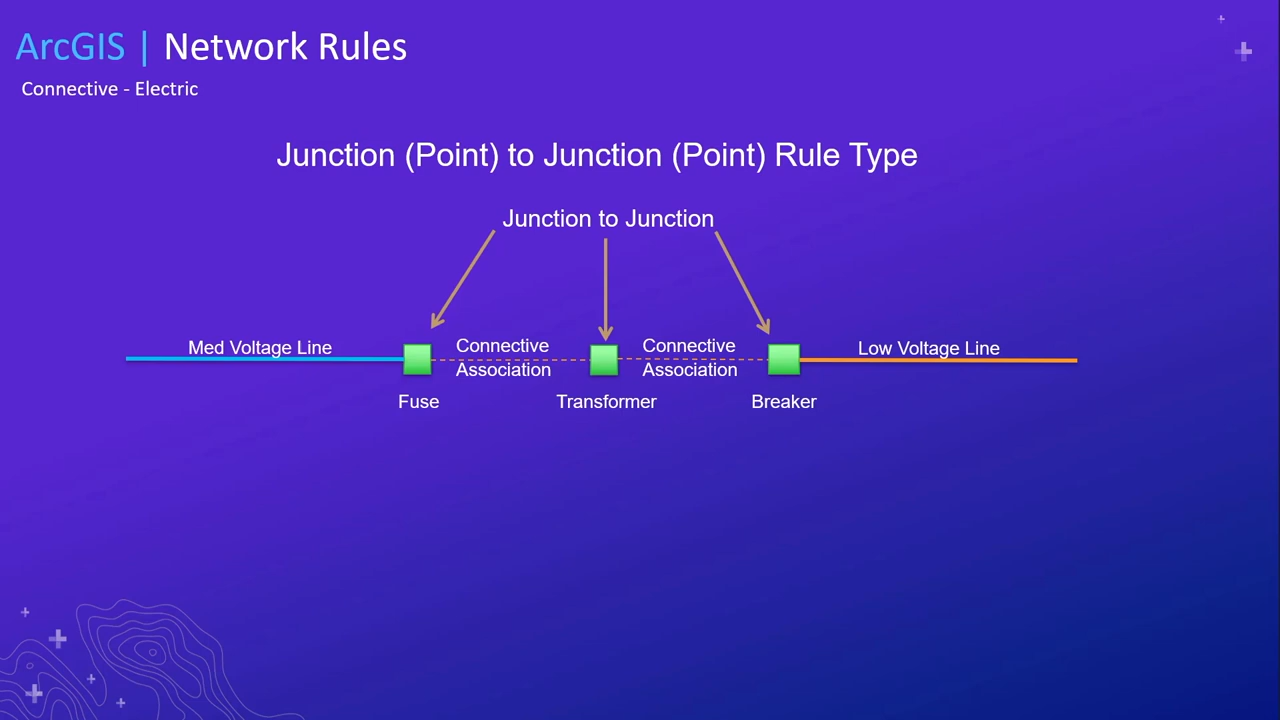 ArcGIS | Network Rules
Connective - Electric
Junction (Point) to Junction (Point) Rule Type
Junction to Junction
Med Voltage Line
Connective
Association
Connective
Association
Low Voltage Line
Fuse
Transformer
Breaker